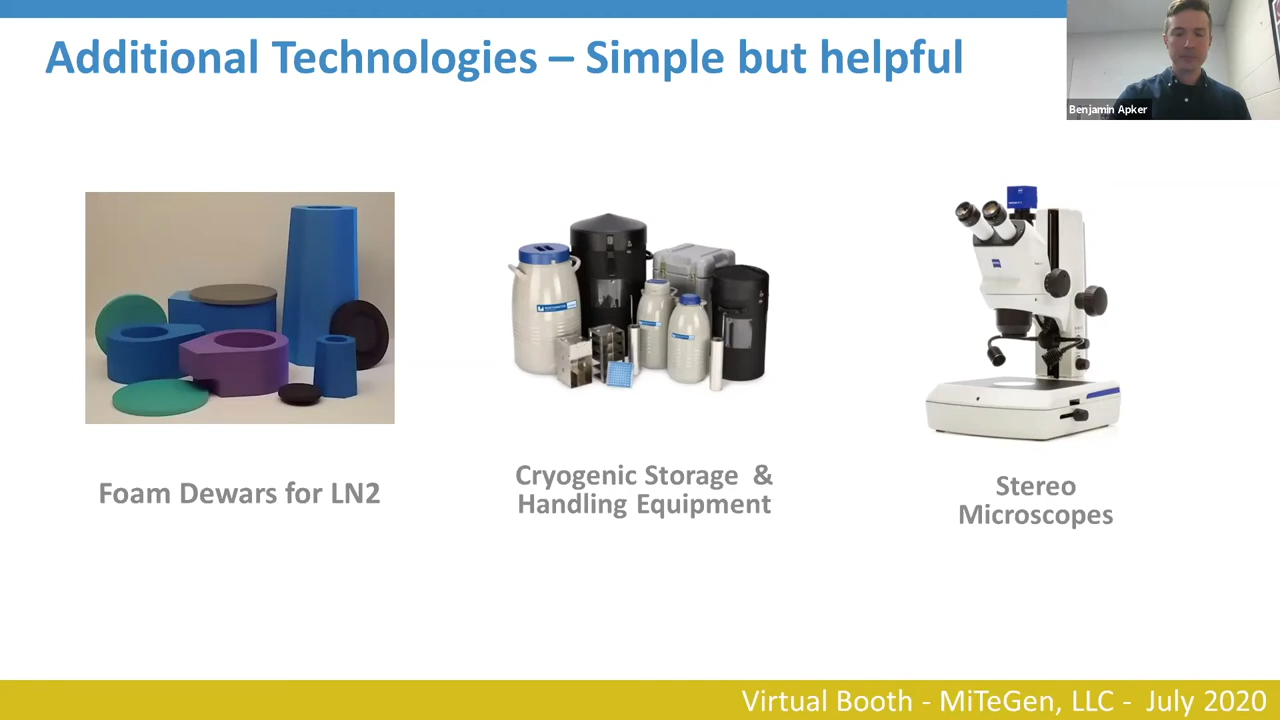 Additional Technologies – Simple but helpful
Benjamin Apker
Foam Dewars for LN2
Cryogenic Storage &
Handling Equipment
Stereo
Microscopes
Virtual Booth - MiTeGen, LLC - July 2020